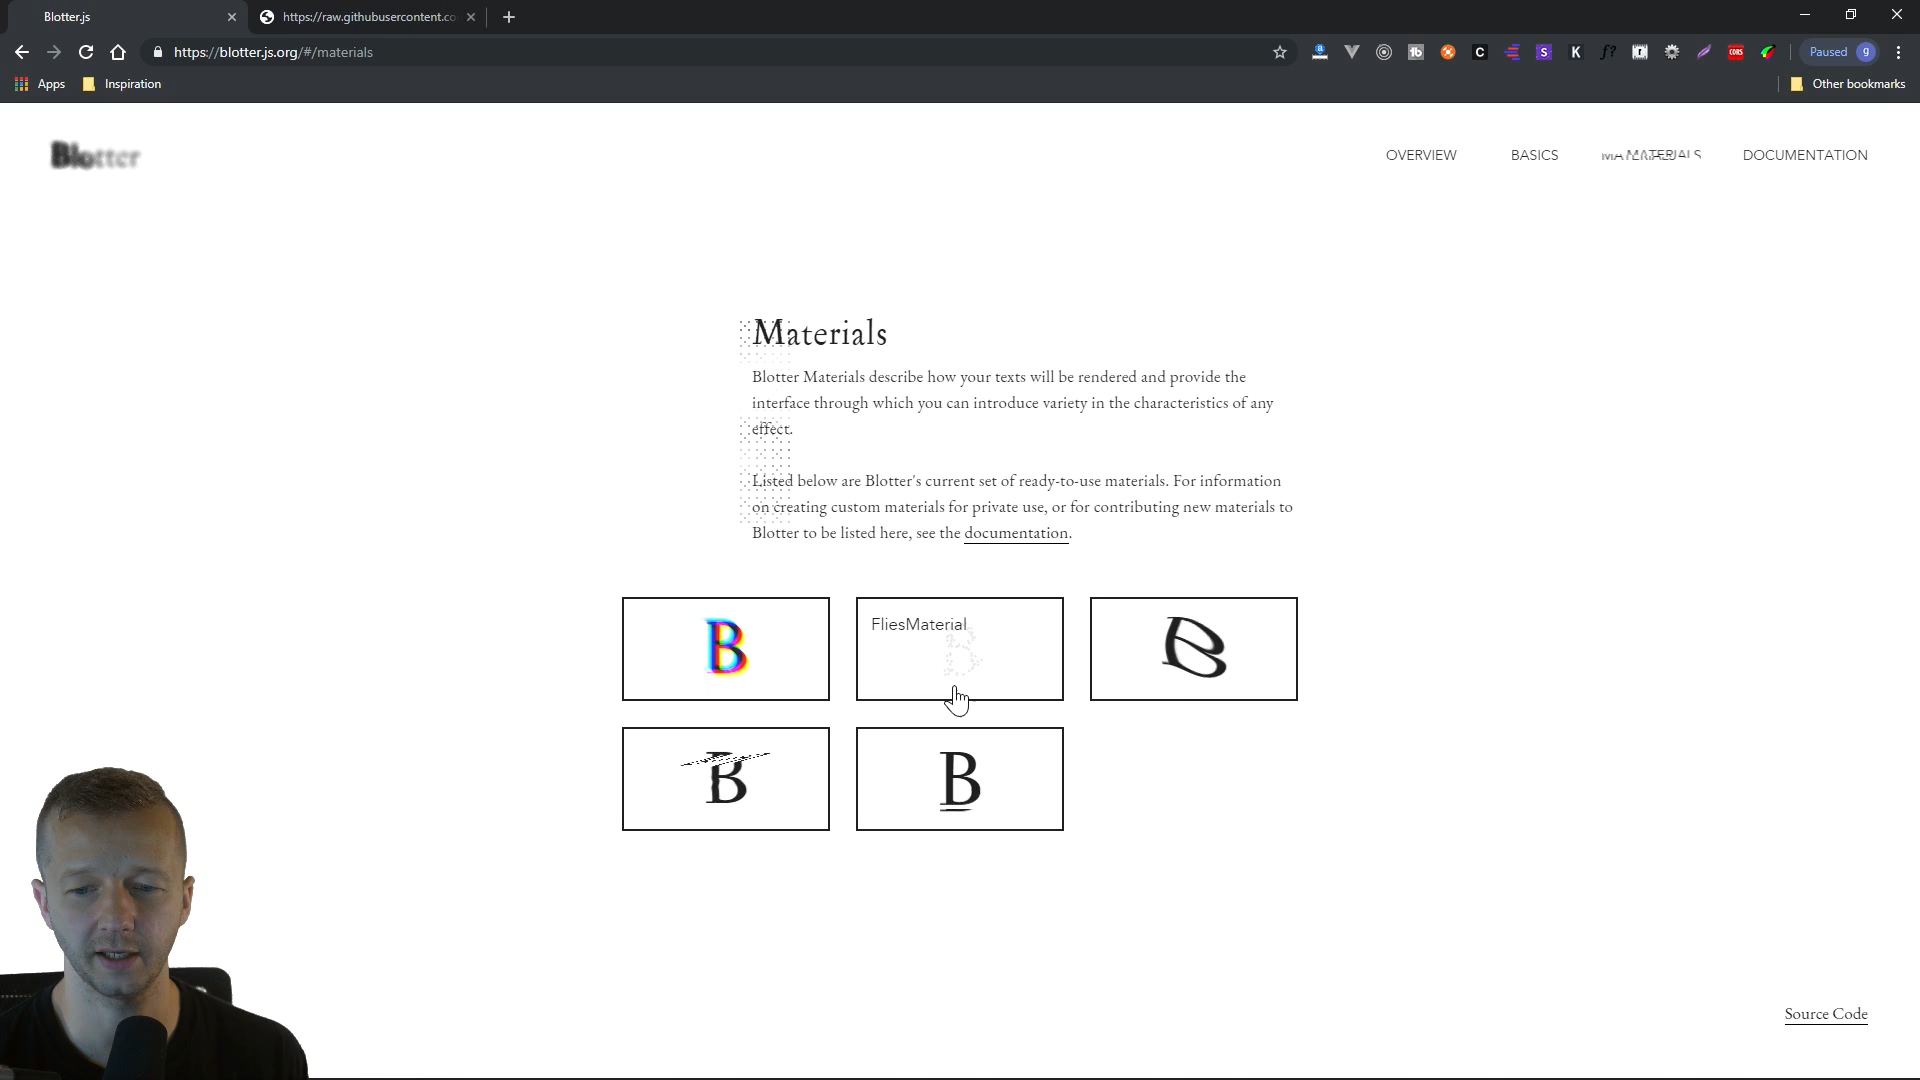 Blotter.js
https://raw.githubusercontent.co
https://blotter.js.org/#/materials
Paused
g
Apps
Inspiration
Other bookmarks
Blotter
OVERVIEW
BASICS
MATERIALS
DOCUMENTATION
Materials
Blotter Materials describe how your texts will be rendered and provide the
interface through which you can introduce variety in the characteristics of any
effect.
Listed below are Blotter's current set of ready-to-use materials. For information
on creating custom materials for private use, or for contributing new materials to
Blotter to be listed here, see the documentation.
B
FliesMaterial
B
B
B
B
Source Code